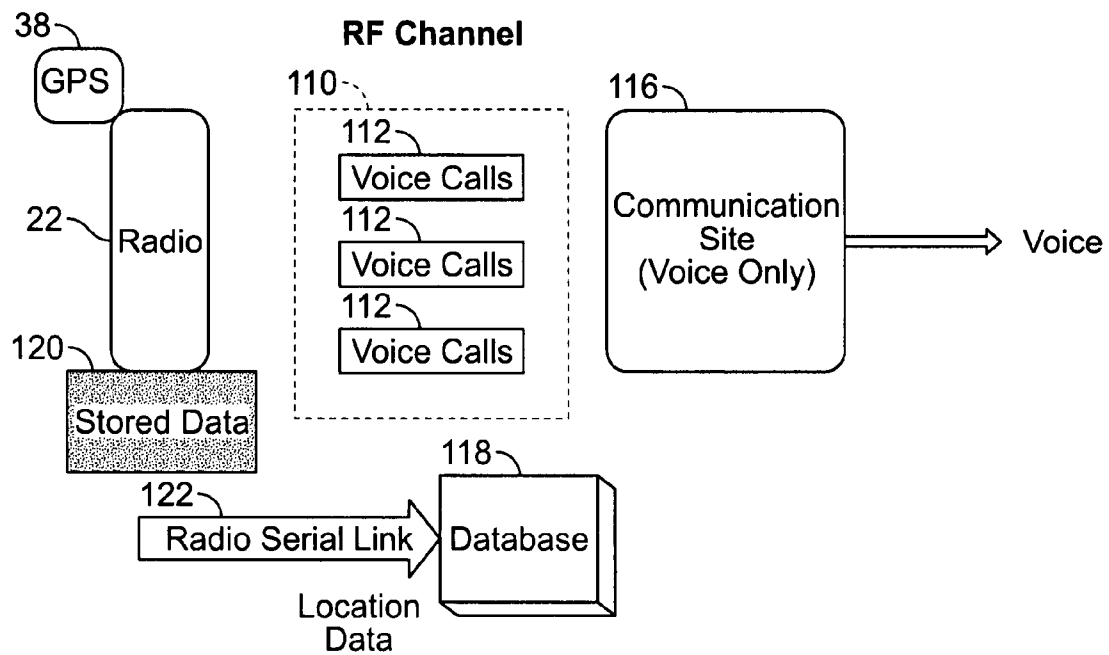 38
RF Channel
GPS
110
116
112
Voice Calls
22
Radio
112
Voice Calls
Communication
Site
(Voice Only)
Voice
112
Voice Calls
120
Stored Data
118
122
Radio Serial Link
Database
Location
Data